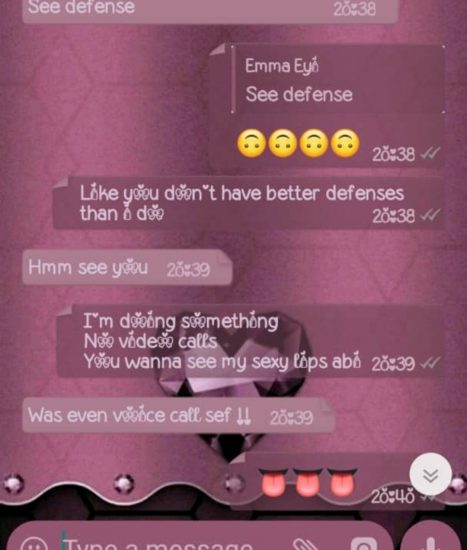 See defense
20:38
Emma Eyi
See defense
🙃🙃🙃🙃
20:38
Like you don't have better defenses
than i do
20:38
Hmm see you
20:39
I'm doing something
No video calls
You wanna see my sexy lips abi
20:39
Was even voice call sef ⇊
20:39
👅👅👅
20:40
Type a message